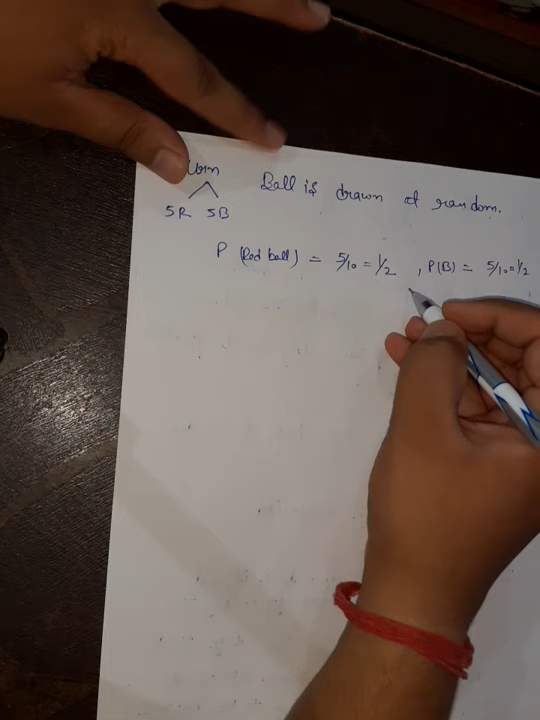 Urn Ball is drawn at random.
5R 5B
P (Red ball) = 5/10 = 1/2 , P(B) = 5/10 = 1/2